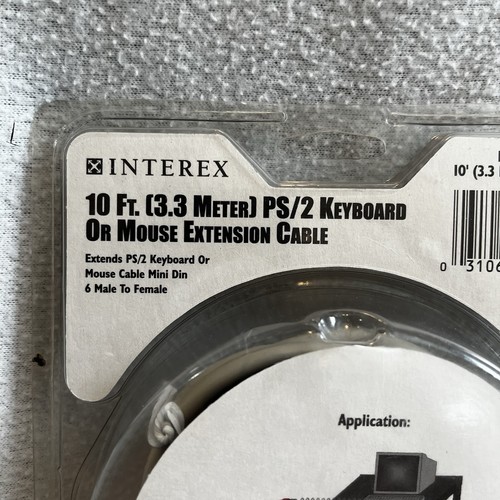 INTEREX
10 Ft. (3.3 Meter) PS/2 Keyboard
Or Mouse Extension Cable
Extends PS/2 Keyboard Or
Mouse Cable Mini Din
6 Male To Female
10' (3.3
0 3106
Application: